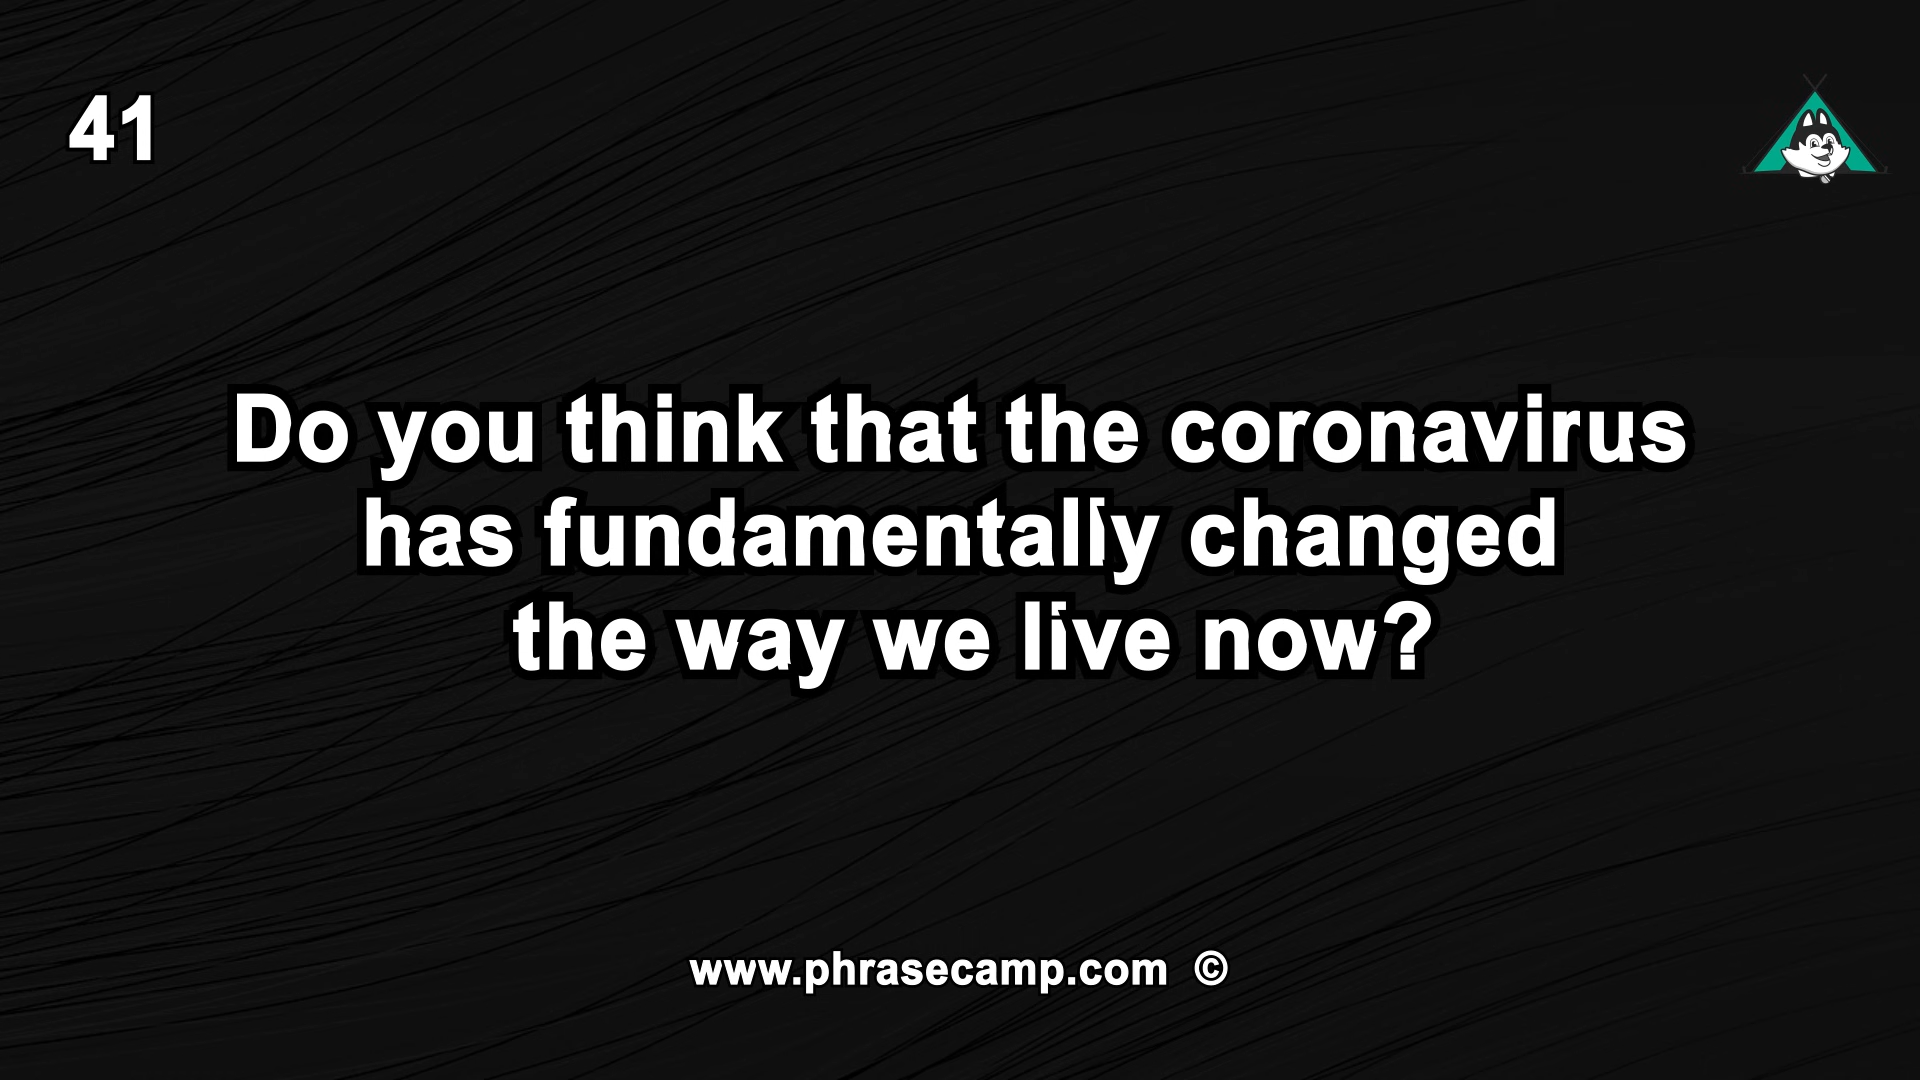 41
Do you think that the coronavirus
has fundamentally changed
the way we live now?
www.phrasecamp.com ©